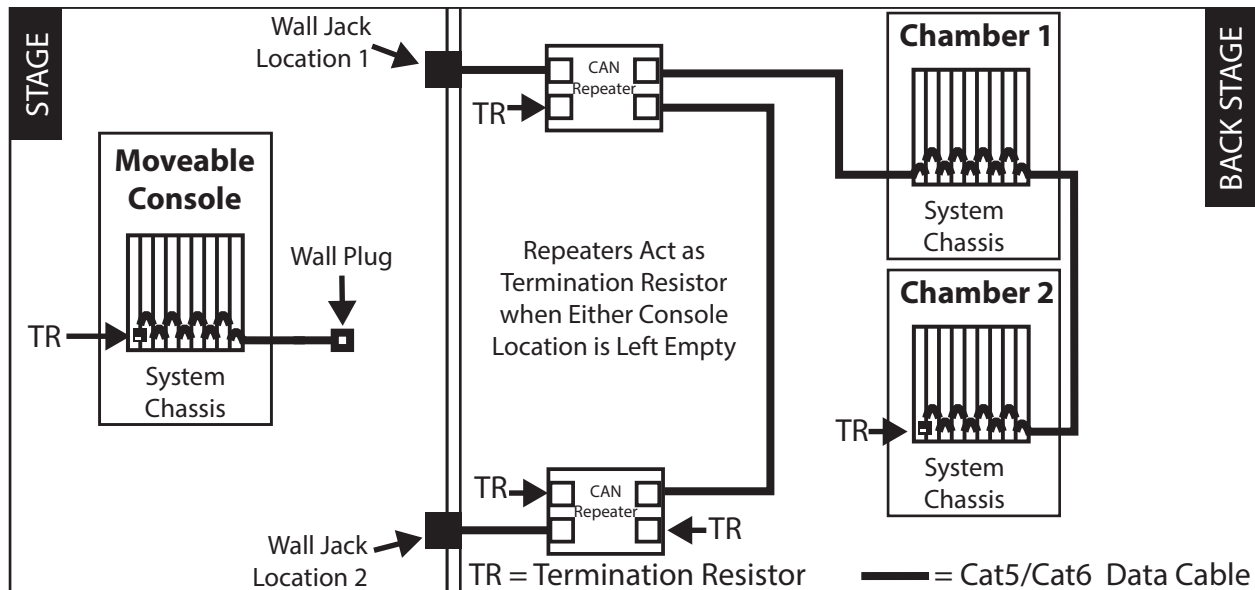 STAGE
Wall Jack
Location 1
CAN
Repeater
TR
Chamber 1
System
Chassis
BACK STAGE
Moveable
Console
Wall Plug
TR
System
Chassis
Repeaters Act as
Termination Resistor
when Either Console
Location is Left Empty
Chamber 2
TR
System
Chassis
TR
CAN
Repeater
TR
Wall Jack
Location 2
TR = Termination Resistor
= Cat5/Cat6 Data Cable